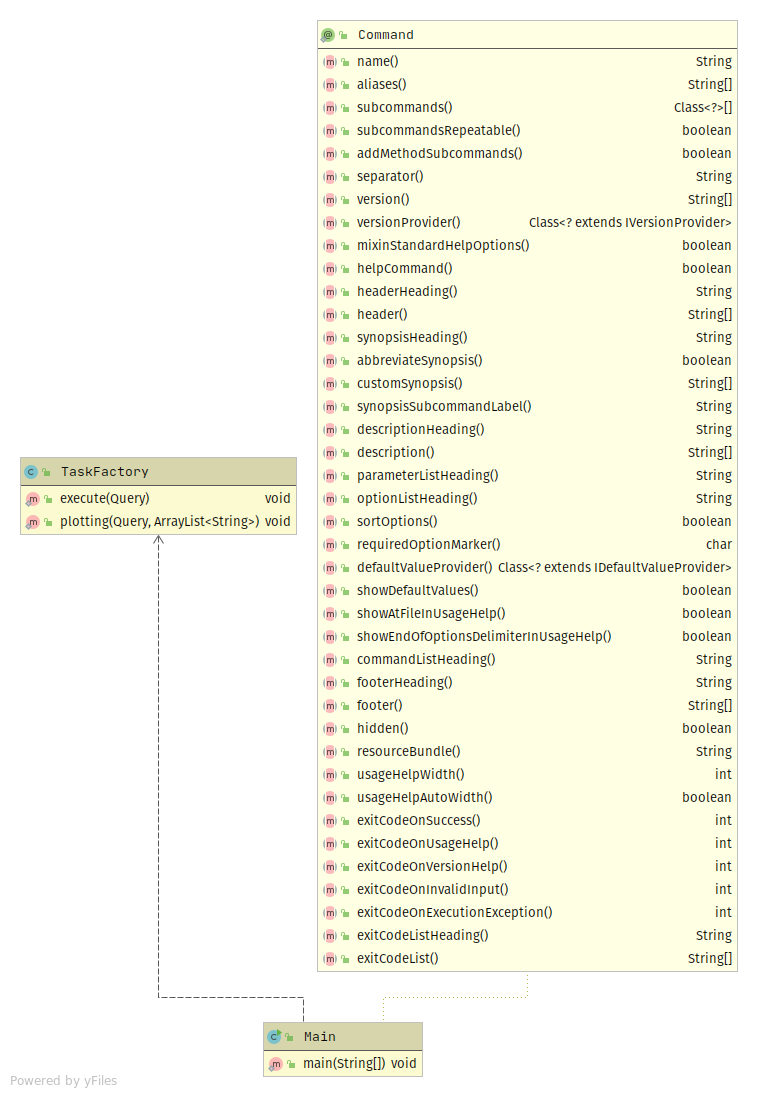 Command
name() String
aliases() String[]
subcommands() Class<?>[]
subcommandsRepeatable() boolean
addMethodSubcommands() boolean
separator() String
version() String[]
versionProvider() Class<? extends IVersionProvider>
mixinStandardHelpOptions() boolean
helpCommand() boolean
headerHeading() String
header() String[]
synopsisHeading() String
abbreviateSynopsis() boolean
customSynopsis() String[]
synopsisSubcommandLabel() String
descriptionHeading() String
description() String[]
parameterListHeading() String
optionListHeading() String
sortOptions() boolean
requiredOptionMarker() char
defaultValueProvider() Class<? extends IDefaultValueProvider>
showDefaultValues() boolean
showAtFileInUsageHelp() boolean
showEndOfOptionsDelimiterInUsageHelp() boolean
commandListHeading() String
footerHeading() String
footer() String[]
hidden() boolean
resourceBundle() String
usageHelpWidth() int
usageHelpAutoWidth() boolean
exitCodeOnSuccess() int
exitCodeOnUsageHelp() int
exitCodeOnVersionHelp() int
exitCodeOnInvalidInput() int
exitCodeOnExecutionException() int
exitCodeListHeading() String
exitCodeList() String[]
TaskFactory
execute(Query) void
plotting(Query, ArrayList<String>) void
Main
main(String[]) void
Powered by yFiles